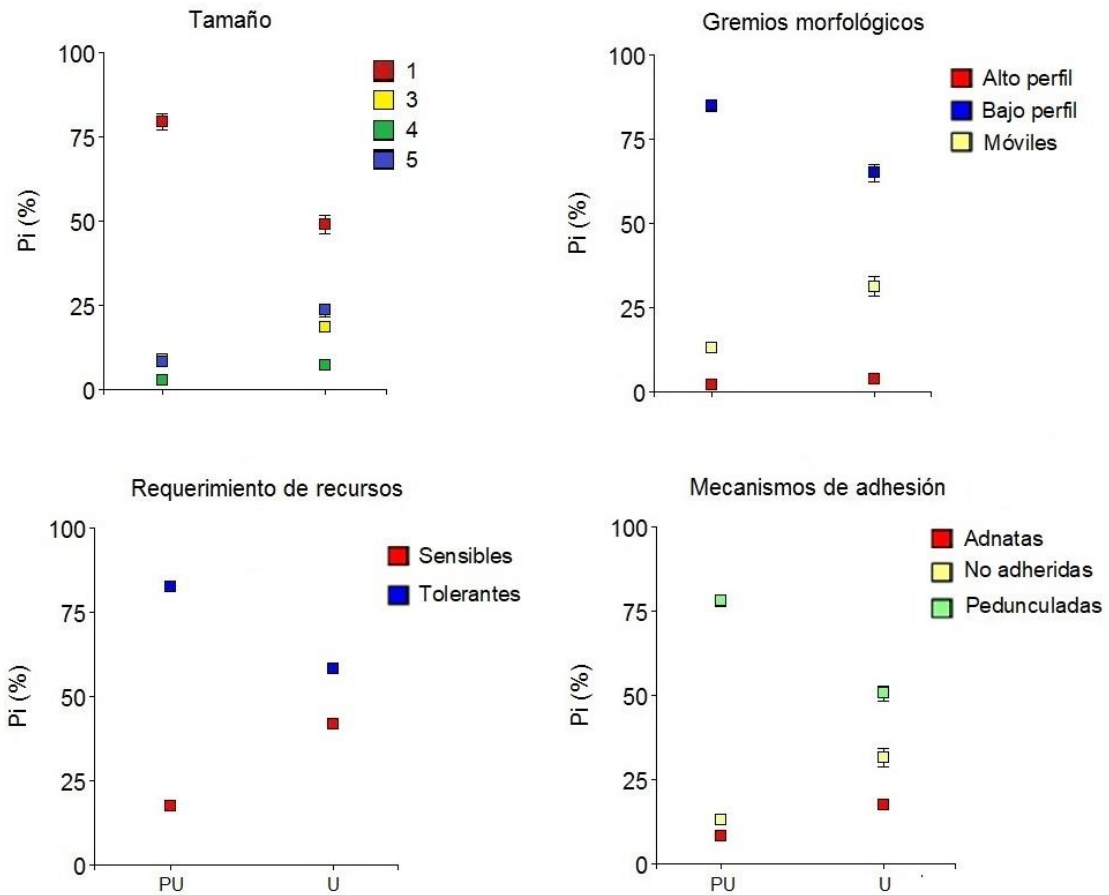 Tamaño
100
75
50
25
0
Pi (%)
1
3
4
5
Gremios morfológicos
100
75
50
25
0
Pi (%)
Alto perfil
Bajo perfil
Móviles
Requerimiento de recursos
100
75
50
25
0
Pi (%)
Sensibles
Tolerantes
PU U
Mecanismos de adhesión
100
75
50
25
0
Pi (%)
Adnatas
No adheridas
Pedunculadas
PU U